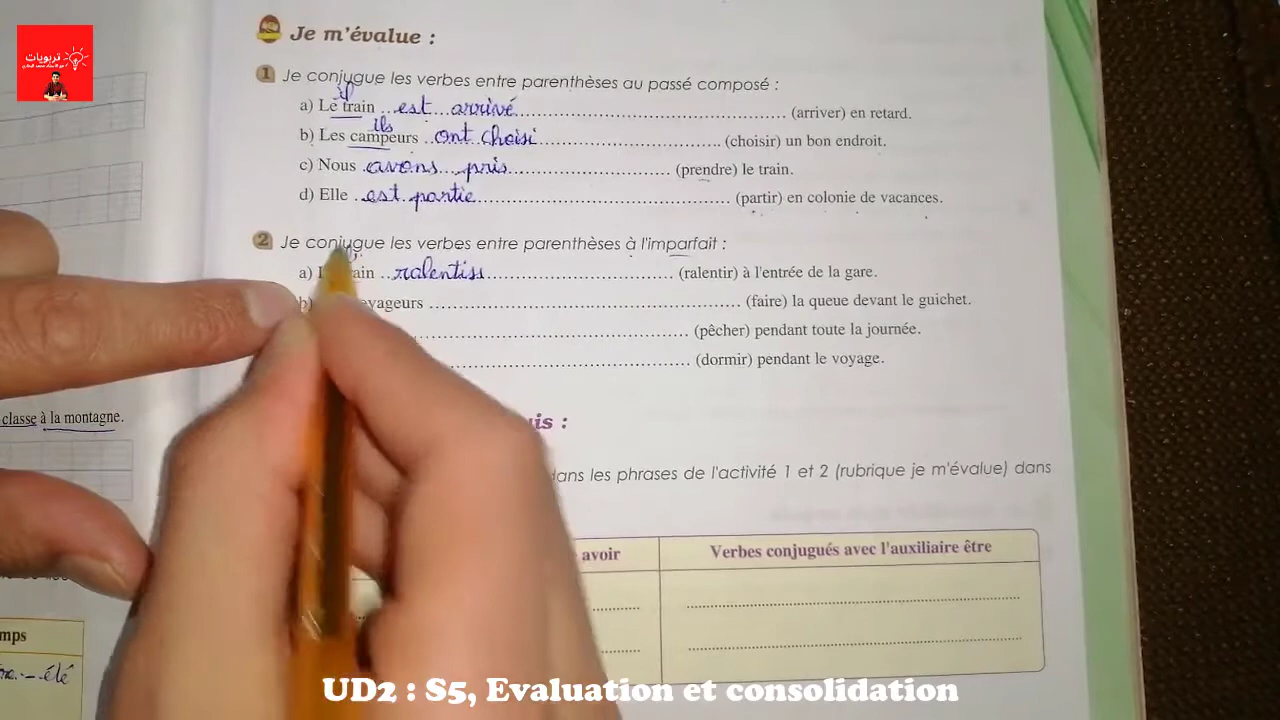 تربويات
Je m'évalue :
1 Je conjugue les verbes entre parenthèses au passé composé :
il
a) Le train ...est arrivé............ (arriver) en retard.
ils
b) Les campeurs ...ont choisi............ (choisir) un bon endroit.
c) Nous .avons....pris............ (prendre) le train.
d) Elle ..est..partie............ (partir) en colonie de vacances.
2 Je conjugue les verbes entre parenthèses à l'imparfait :
a) train ..ralentiss............ (ralentir) à l'entrée de la gare.
b) voyageurs ............ (faire) la queue devant le guichet.
............ (pêcher) pendant toute la journée.
............ (dormir) pendant le voyage.
classe à la montagne.
:
dans les phrases de l'activité 1 et 2 (rubrique je m'évalue) dans
avoir Verbes conjugués avec l'auxiliaire être
été
UD2 : S5, Evaluation et consolidation